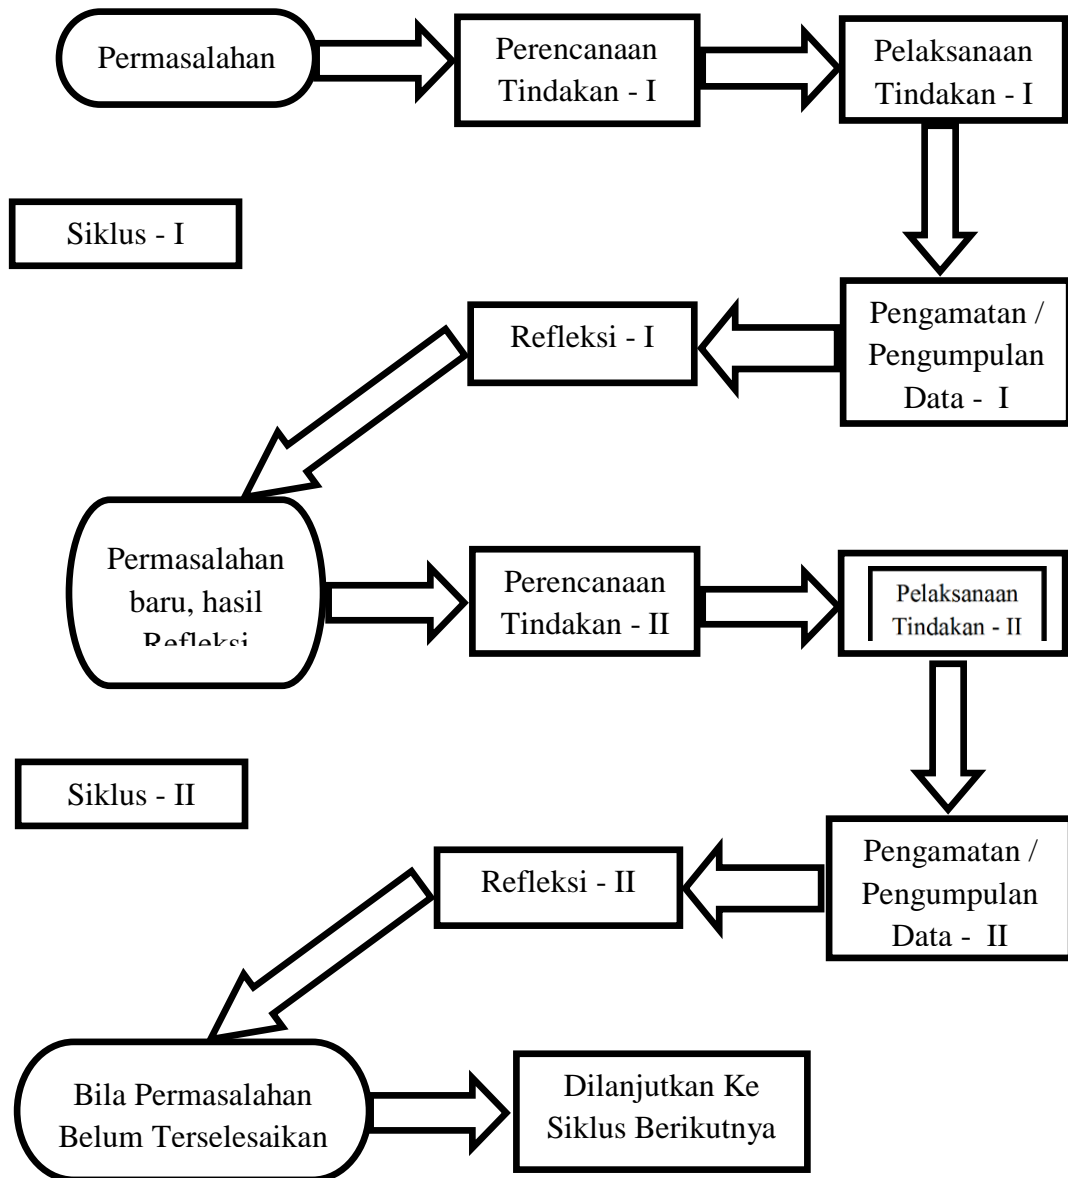 Permasalahan
Perencanaan
Tindakan - I
Pelaksanaan
Tindakan - I
Siklus - I
Pengamatan /
Pengumpulan
Data - I
Refleksi - I
Permasalahan
baru, hasil
Refleksi
Perencanaan
Tindakan - II
Pelaksanaan
Tindakan - II
Siklus - II
Pengamatan /
Pengumpulan
Data - II
Refleksi - II
Bila Permasalahan
Belum Terselesaikan
Dilanjutkan Ke
Siklus Berikutnya